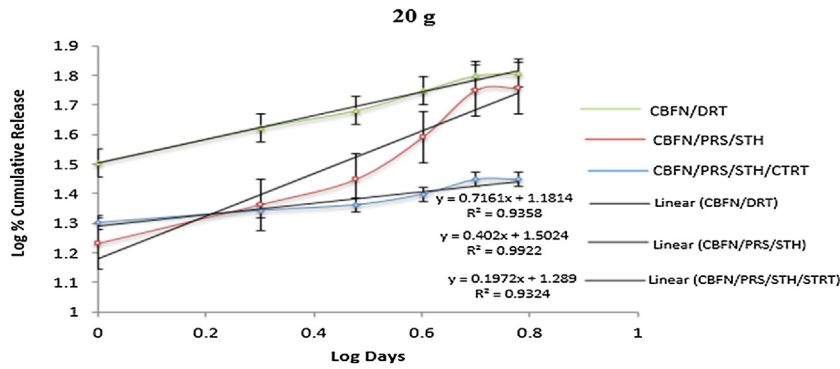 20 g
Log % Cumulative Release
1.9
1.8
1.7
1.6
1.5
1.4
1.3
1.2
1.1
1
0
0.2
0.4
0.6
0.8
1
Log Days
y = 0.7161x + 1.1814
R² = 0.9358
y = 0.402x + 1.5024
R² = 0.9922
y = 0.1972x + 1.289
R² = 0.9324
CBFN/DRT
CBFN/PRS/STH
CBFN/PRS/STH/CTRT
Linear (CBFN/DRT)
Linear (CBFN/PRS/STH)
Linear (CBFN/PRS/STH/STRT)